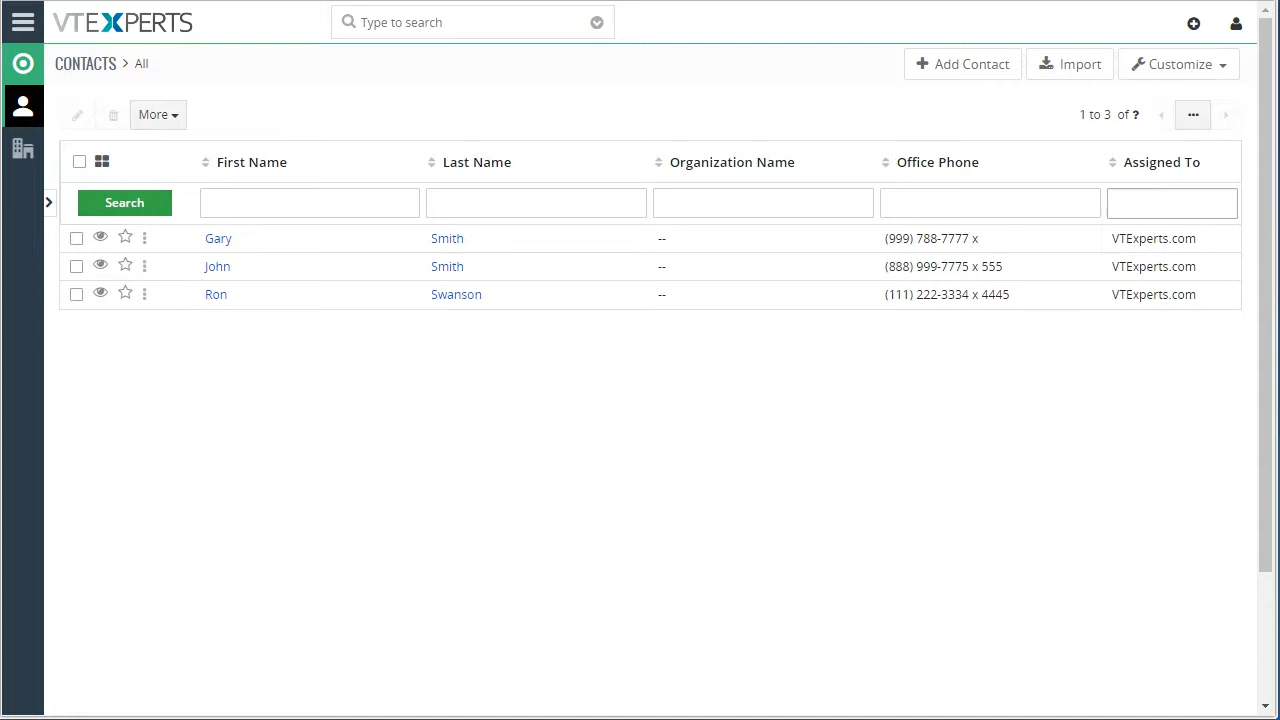 VTEXPERTS Type to search
CONTACTS > All Add Contact Import Customize
More 1 to 3 of ? ...
First Name Last Name Organization Name Office Phone Assigned To
Search
Gary Smith -- (999) 788-7777 x VTExperts.com
John Smith -- (888) 999-7775 x 555 VTExperts.com
Ron Swanson -- (111) 222-3334 x 4445 VTExperts.com